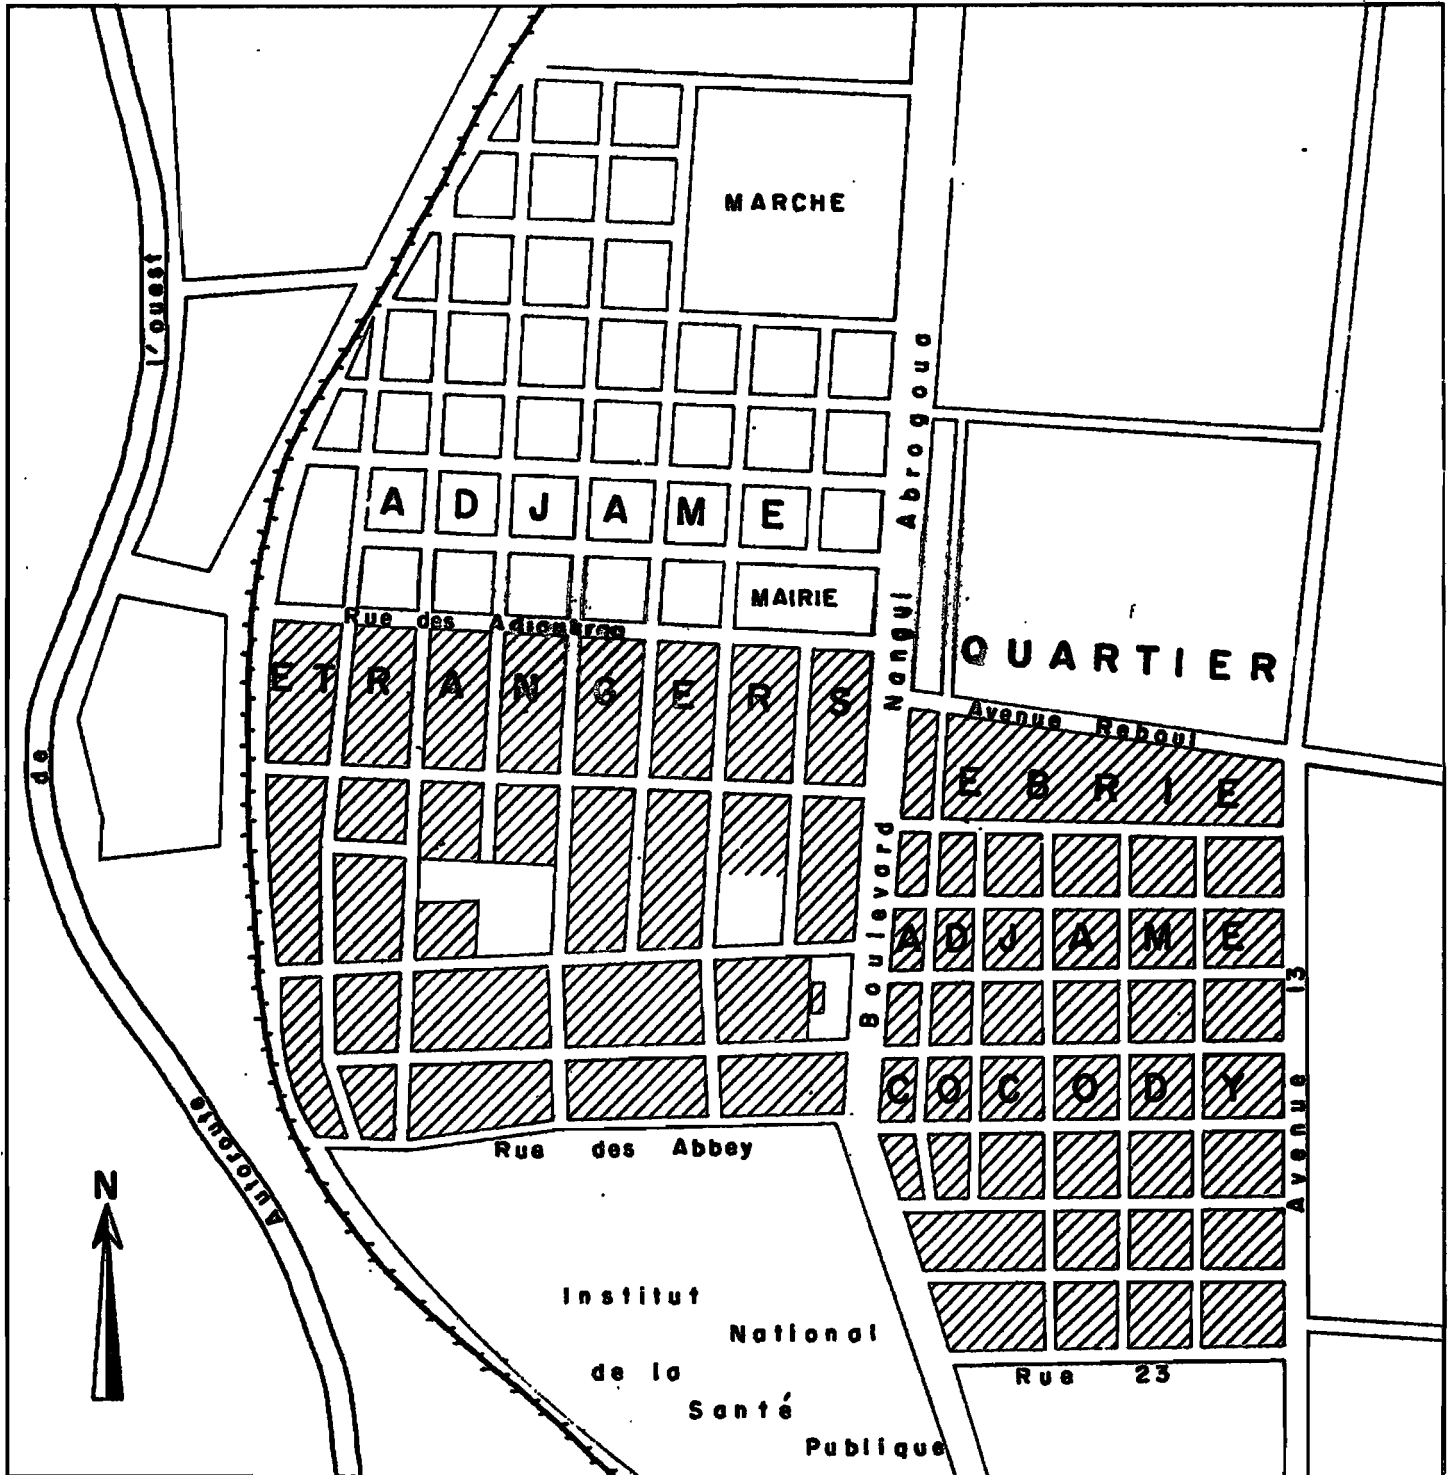 MARCHE
l'ouest
ADJAME
MAIRIE
Rue des Adioukrou
ETRANGERS
Boulevard Nangui Abrogoua
QUARTIER
Avenue Reboul
EBRIE
de
ADJAME
COCODY
Avenue 13
Autoroute
Rue des Abbey
N
Institut
National
de la
Santé
Publique
Rue 23